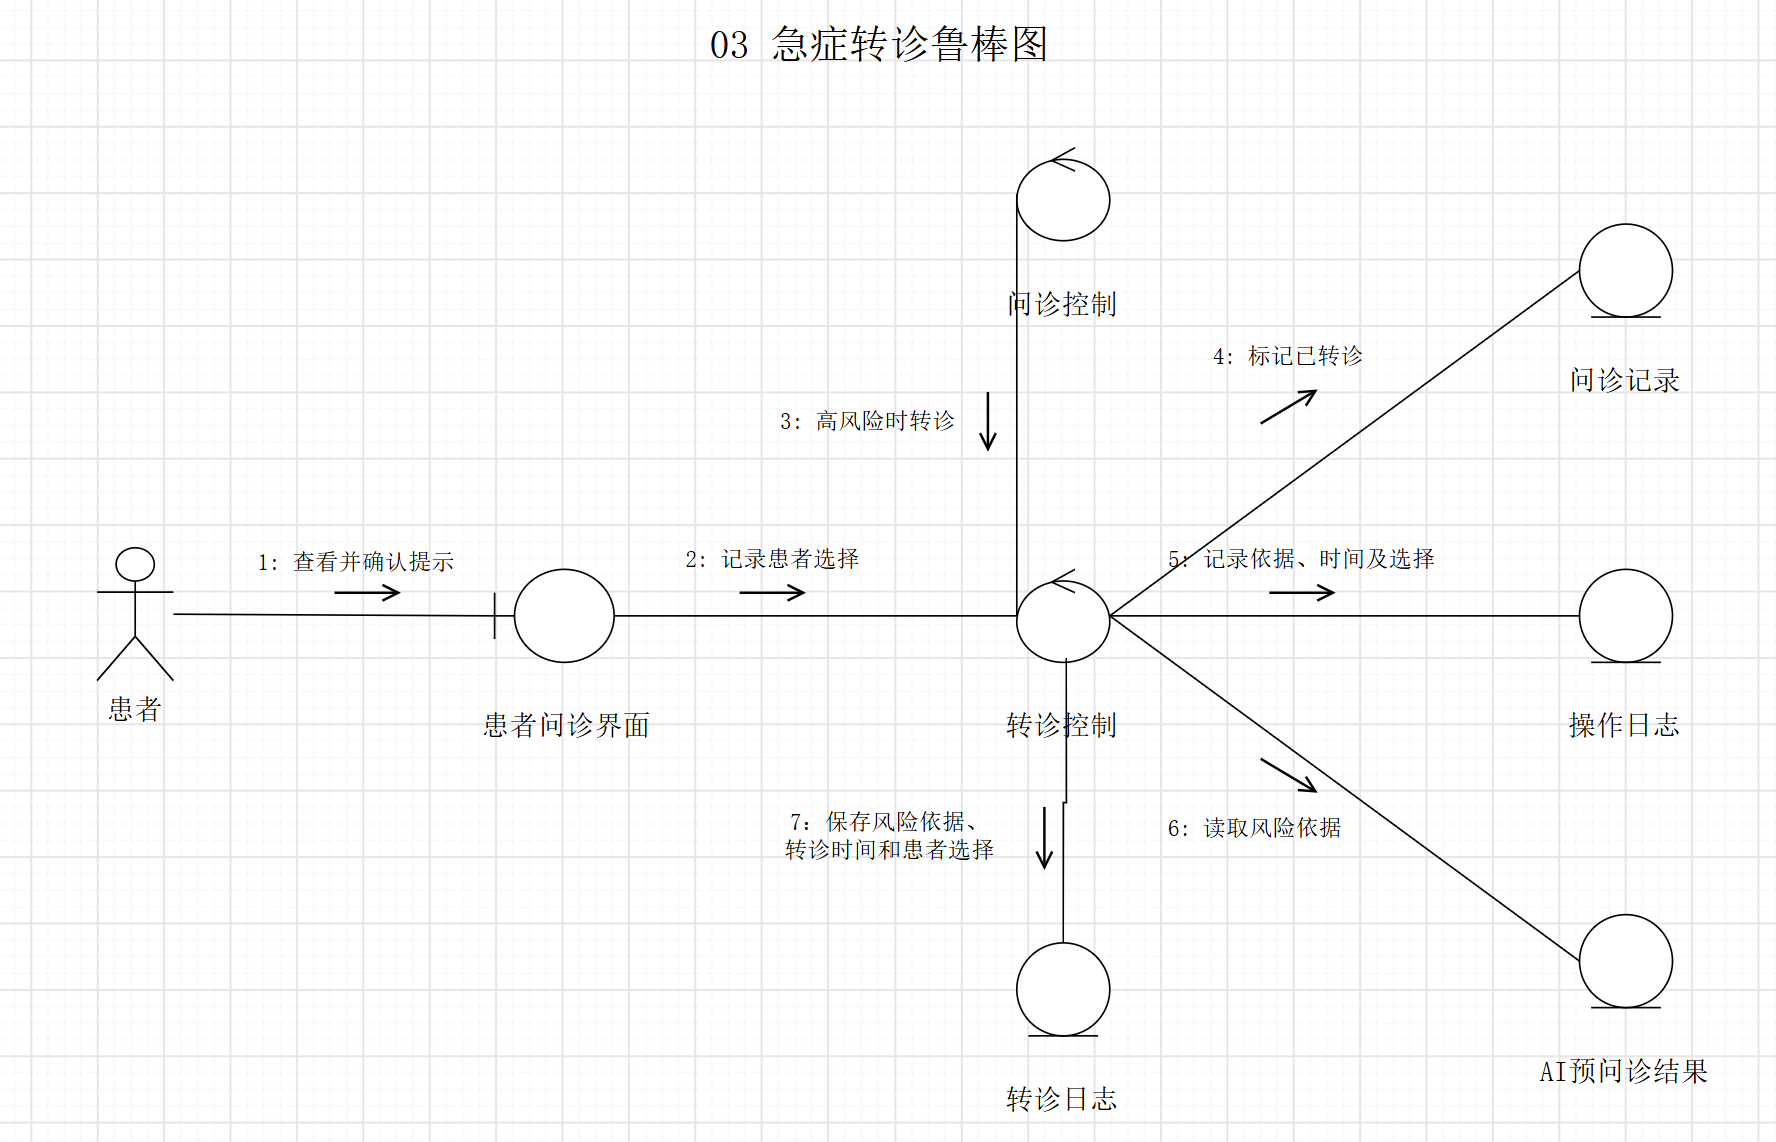 03 急症转诊鲁棒图
问诊控制
4: 标记已转诊
问诊记录
3: 高风险时转诊
1: 查看并确认提示
2: 记录患者选择
5: 记录依据、时间及选择
患者
患者问诊界面
转诊控制
操作日志
7: 保存风险依据、
转诊时间和患者选择
6: 读取风险依据
AI预问诊结果
转诊日志